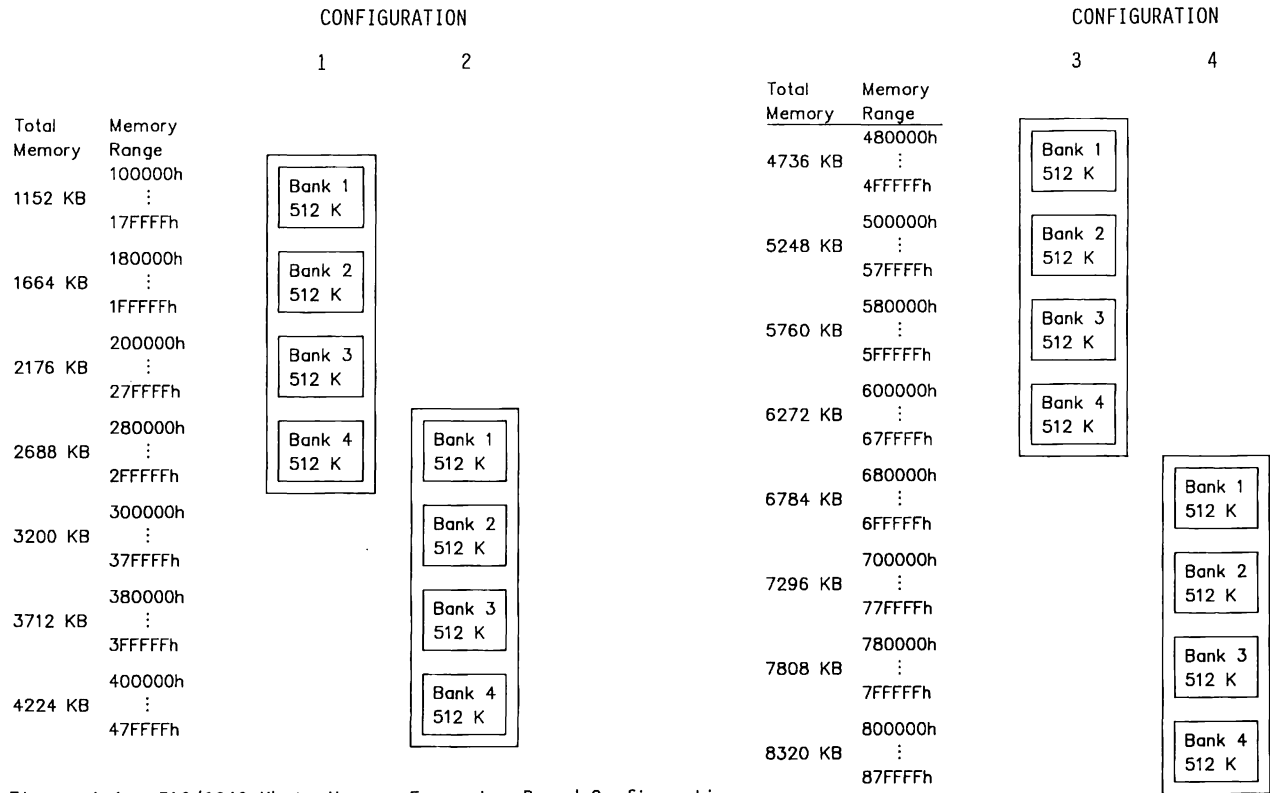 CONFIGURATION
1 2
Total Memory
Memory Range
1152 KB 100000h
⋮
17FFFFh
Bank 1
512 K
1664 KB 180000h
⋮
1FFFFFh
Bank 2
512 K
2176 KB 200000h
⋮
27FFFFh
Bank 3
512 K
2688 KB 280000h
⋮
2FFFFFh
Bank 4
512 K
Bank 1
512 K
3200 KB 300000h
⋮
37FFFFh
Bank 2
512 K
3712 KB 380000h
⋮
3FFFFFh
Bank 3
512 K
4224 KB 400000h
⋮
47FFFFh
Bank 4
512 K
CONFIGURATION
3 4
Total Memory
Memory Range
4736 KB 480000h
⋮
4FFFFFh
Bank 1
512 K
5248 KB 500000h
⋮
57FFFFh
Bank 2
512 K
5760 KB 580000h
⋮
5FFFFFh
Bank 3
512 K
6272 KB 600000h
⋮
67FFFFh
Bank 4
512 K
6784 KB 680000h
⋮
6FFFFFh
Bank 1
512 K
7296 KB 700000h
⋮
77FFFFh
Bank 2
512 K
7808 KB 780000h
⋮
7FFFFFh
Bank 3
512 K
8320 KB 800000h
⋮
87FFFFh
Bank 4
512 K